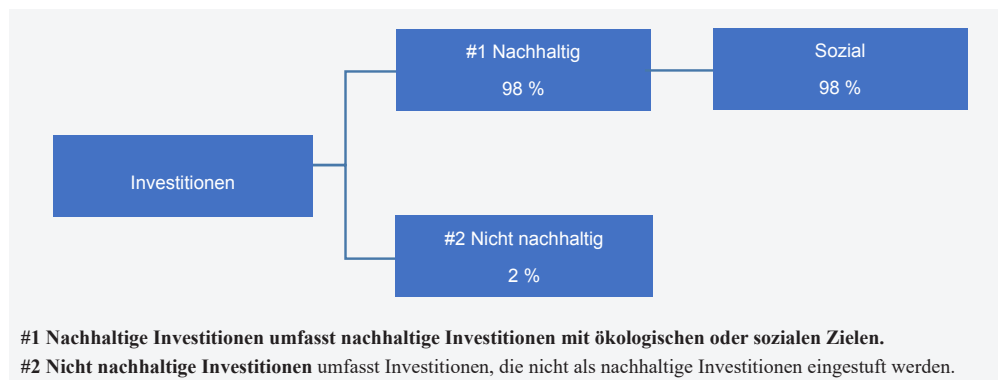 #1 Nachhaltig
98 %
Sozial
98 %
Investitionen
#2 Nicht nachhaltig
2 %
#1 Nachhaltige Investitionen umfasst nachhaltige Investitionen mit ökologischen oder sozialen Zielen.
#2 Nicht nachhaltige Investitionen umfasst Investitionen, die nicht als nachhaltige Investitionen eingestuft werden.